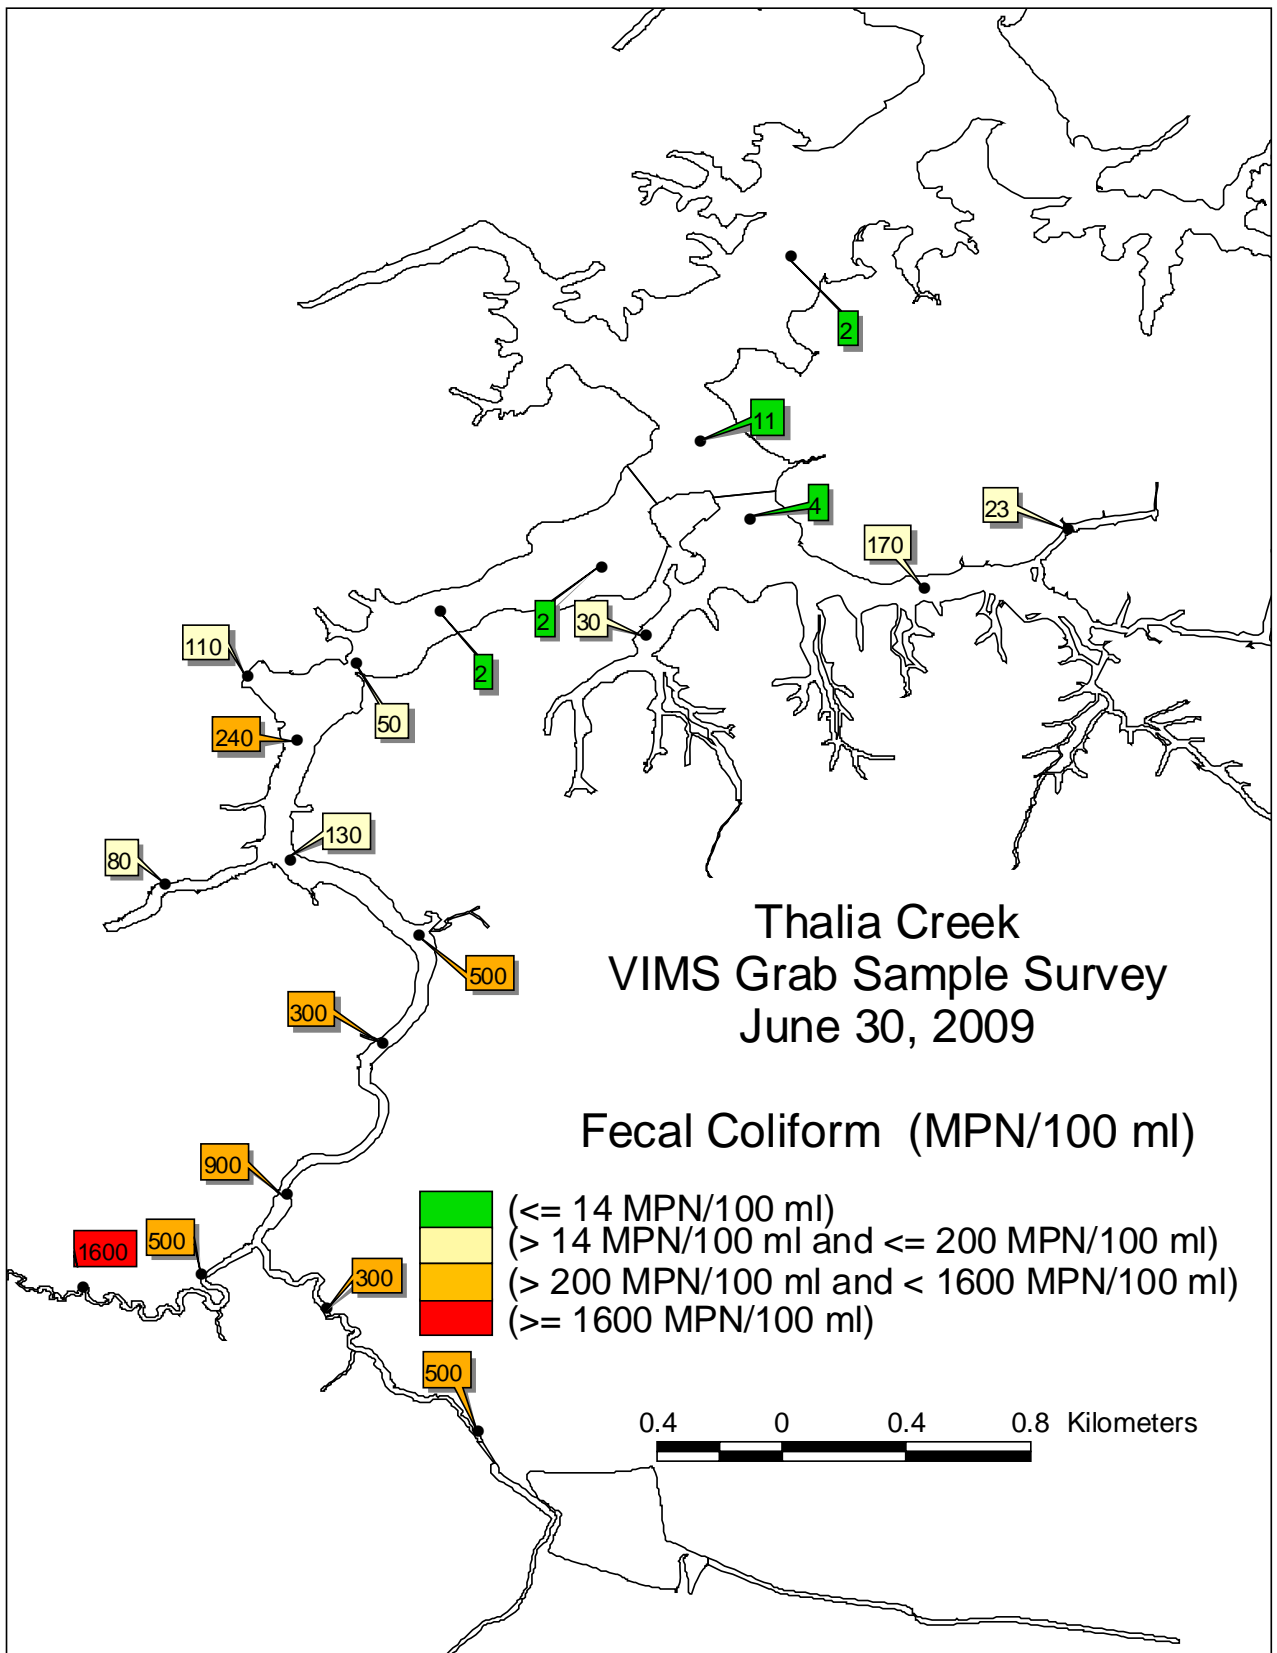 2
11
4
23
170
2
30
110
2
50
240
130
80
Thalia Creek
VIMS Grab Sample Survey
June 30, 2009
500
300
Fecal Coliform (MPN/100 ml)
900
(<= 14 MPN/100 ml)
(> 14 MPN/100 ml and <= 200 MPN/100 ml)
(> 200 MPN/100 ml and < 1600 MPN/100 ml)
(>= 1600 MPN/100 ml)
1600
500
300
500
0.4 0 0.4 0.8 Kilometers